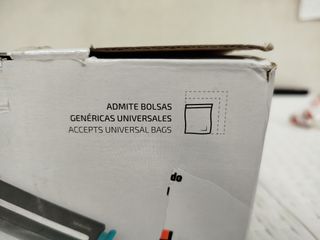 ADMITE BOLSAS
GENÉRICAS UNIVERSALES
ACCEPTS UNIVERSAL BAGS
do